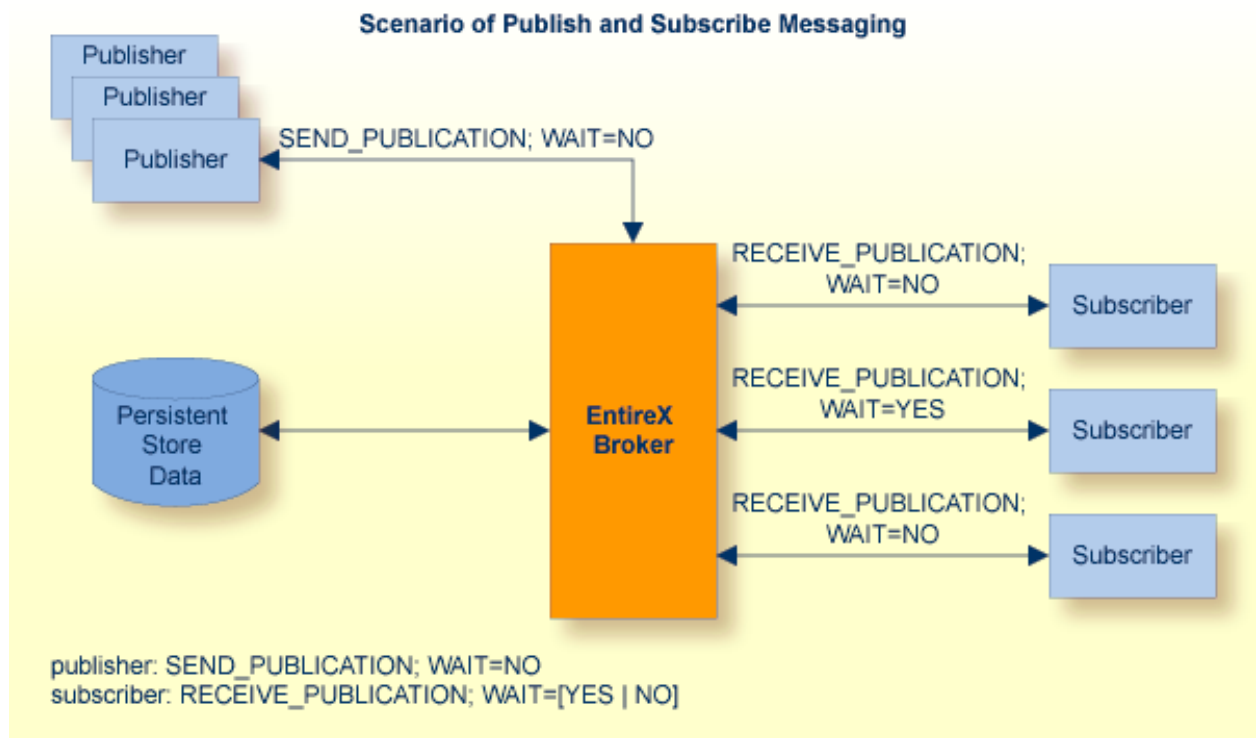 Scenario of Publish and Subscribe Messaging
Publisher
Publisher
Publisher
SEND_PUBLICATION; WAIT=NO
RECEIVE_PUBLICATION;
WAIT=NO
Subscriber
RECEIVE_PUBLICATION;
WAIT=YES
Subscriber
Persistent
Store
Data
EntireX
Broker
RECEIVE_PUBLICATION;
WAIT=NO
Subscriber
publisher: SEND_PUBLICATION; WAIT=NO
subscriber: RECEIVE_PUBLICATION; WAIT=[YES | NO]